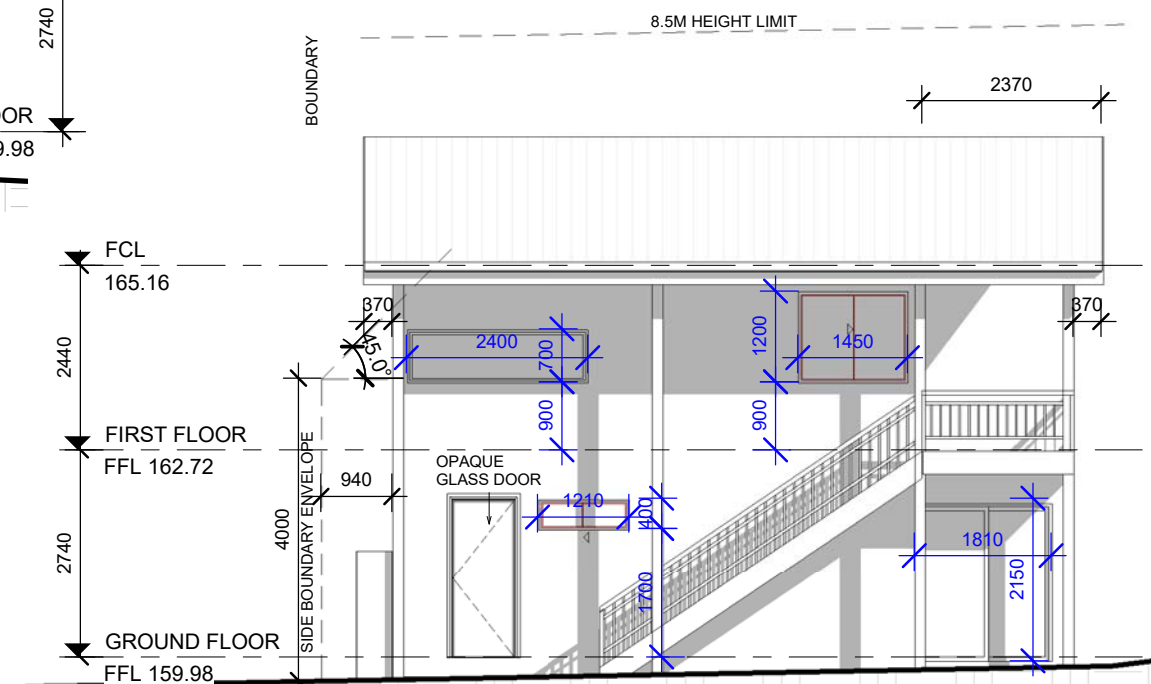 2740
8.5M HEIGHT LIMIT
BOUNDARY
2370
OOR
9.98
FCL
165.16
370
370
45.0°
2400
700
1200
1450
2440
900
900
FIRST FLOOR
FFL 162.72
OPAQUE
GLASS DOOR
940
1210
400
4000
SIDE BOUNDARY ENVELOPE
2740
1810
2150
1700
GROUND FLOOR
FFL 159.98